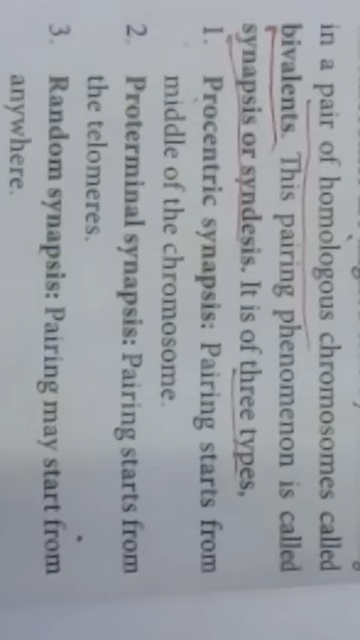 in a pair of homologous chromosomes called
bivalents. This pairing phenomenon is called
synapsis or syndesis. It is of three types,
1. Procentric synapsis: Pairing starts from
middle of the chromosome.
2. Proterminal synapsis: Pairing starts from
the telomeres.
3. Random synapsis: Pairing may start from
anywhere.